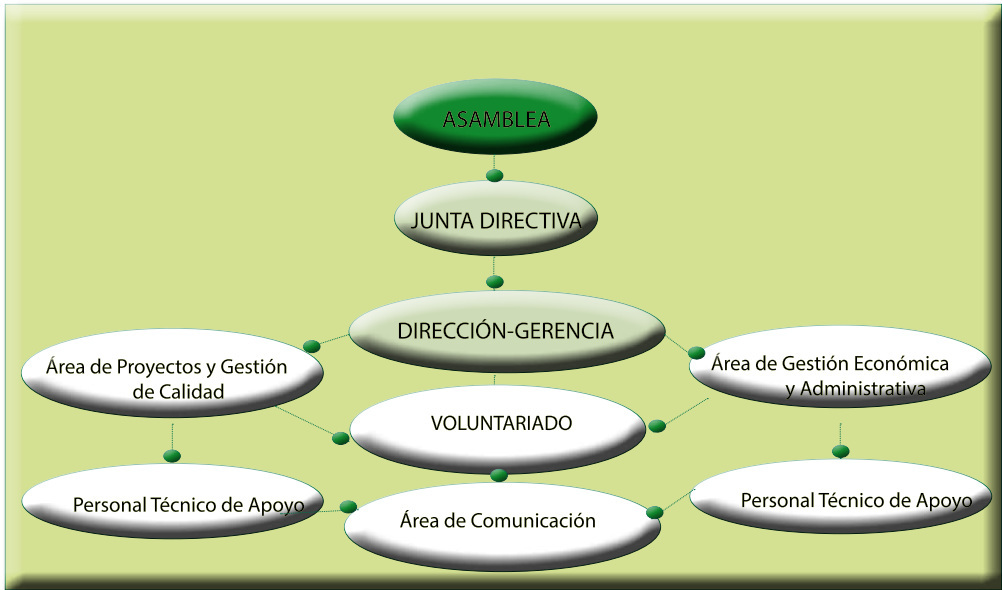 ASAMBLEA
JUNTA DIRECTIVA
DIRECCIÓN-GERENCIA
Área de Proyectos y Gestión
de Calidad
Área de Gestión Económica
y Administrativa
VOLUNTARIADO
Personal Técnico de Apoyo
Área de Comunicación
Personal Técnico de Apoyo